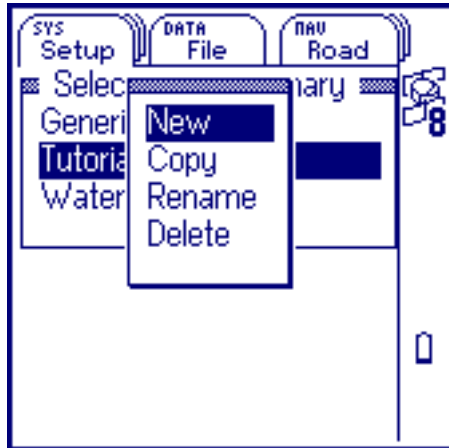 SYS DATA NAV
Setup File Road
Selec nary
Generi New
Tutoria Copy
Water Rename
Delete
8